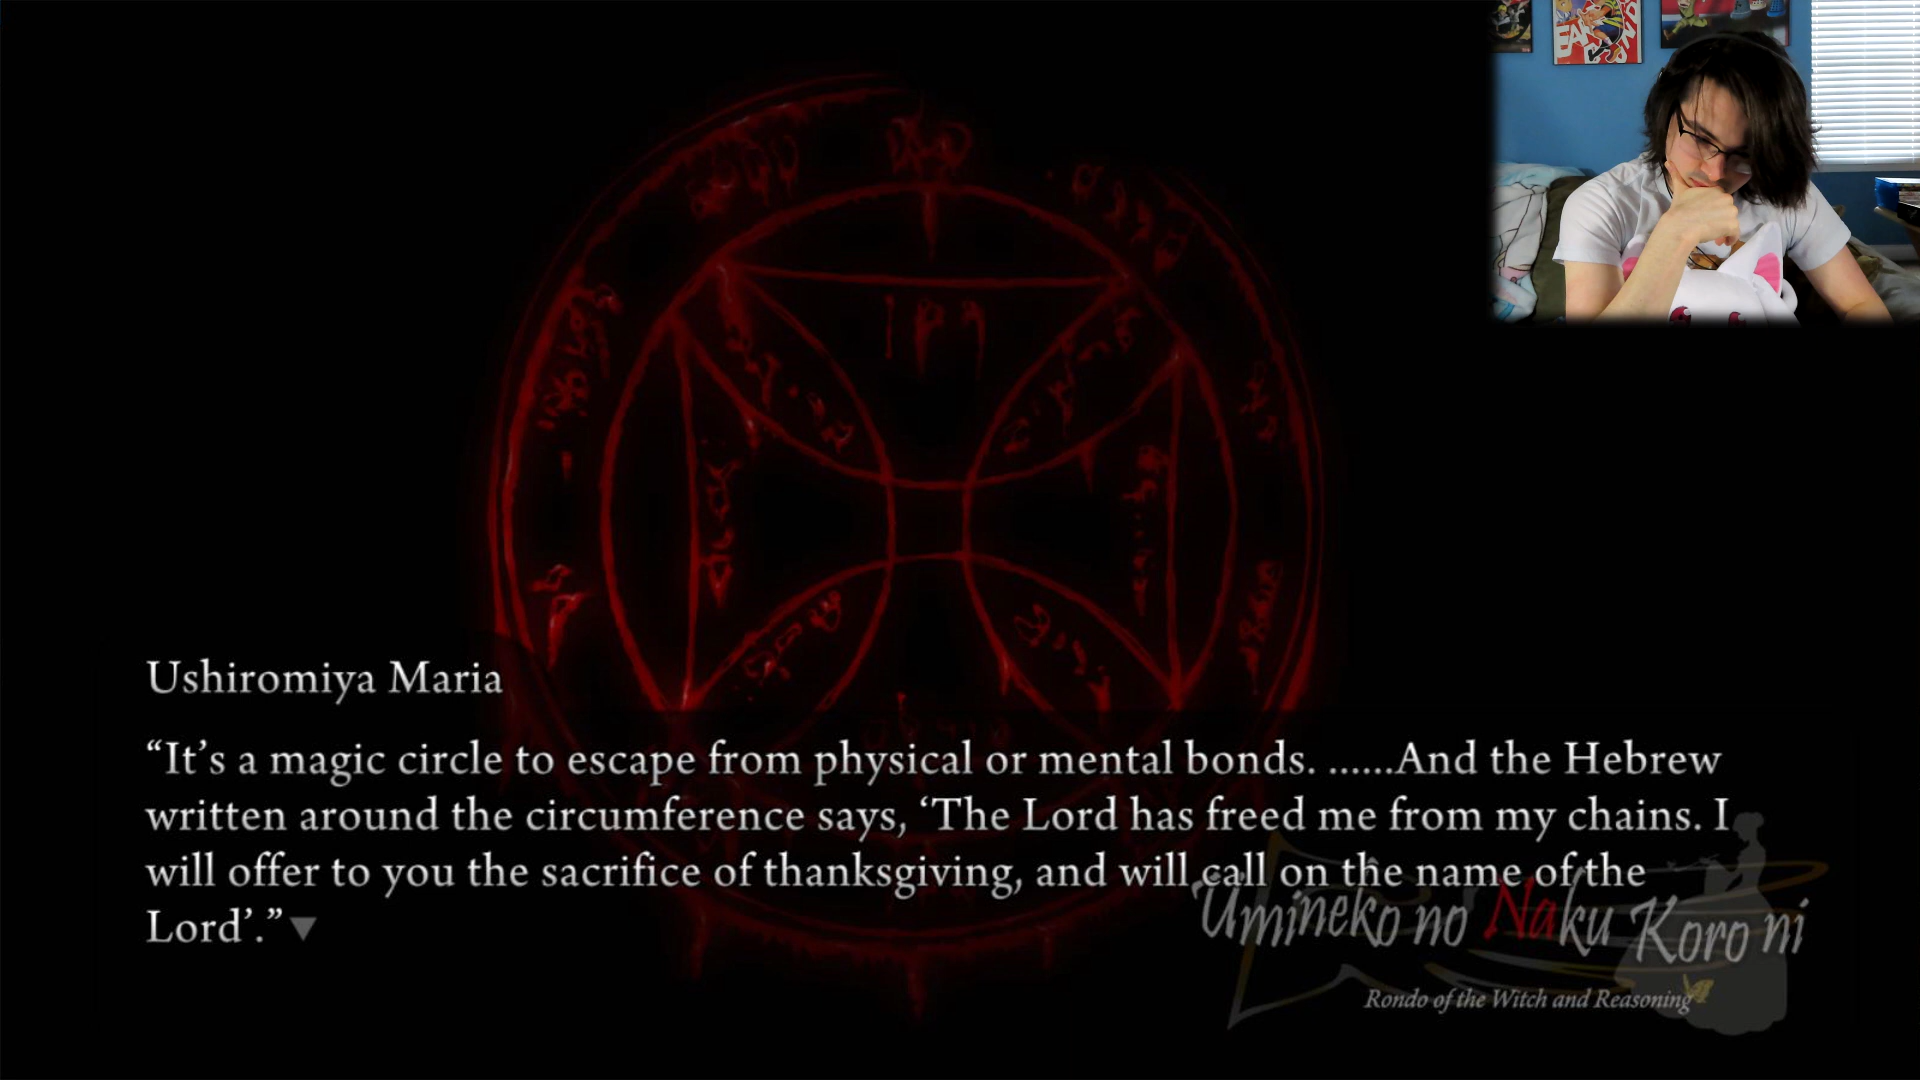 Ushiromiya Maria
“It’s a magic circle to escape from physical or mental bonds. ......And the Hebrew
written around the circumference says, ‘The Lord has freed me from my chains. I
will offer to you the sacrifice of thanksgiving, and will call on the name of the
Lord’.”
Umineko no Naku Koro ni
Rondo of the Witch and Reasoning